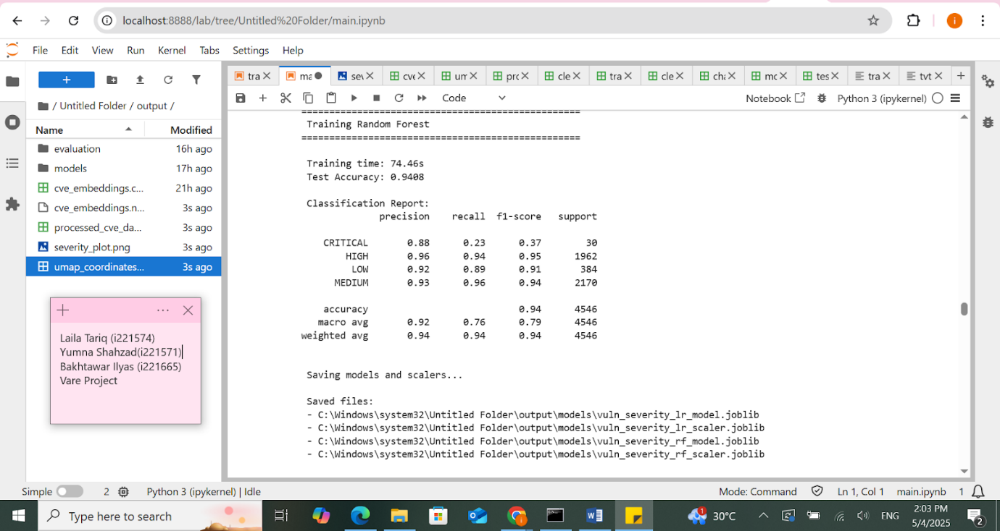 localhost:8888/lab/tree/Untitled%20Folder/main.ipynb
i
File Edit View Run Kernel Tabs Settings Help
+
tra ma sev cve un pro cle tra cle cha mo tes tra tvt +
Code
Notebook Python 3 (ipykernel)
/ Untitled Folder / output /
Name Modified
evaluation 16h ago
models 17h ago
cve_embeddings.c... 21h ago
cve_embeddings.n... 3s ago
processed_cve_da... 3s ago
severity_plot.png 3s ago
umap_coordinates... 3s ago
Laila Tariq (i221574)
Yumna Shahzad(i221571)
Bakhtawar Ilyas (i221665)
Vare Project
==================================================
Training Random Forest
==================================================
Training time: 74.46s
Test Accuracy: 0.9408
Classification Report:
precision recall f1-score support
CRITICAL 0.88 0.23 0.37 30
HIGH 0.96 0.94 0.95 1962
LOW 0.92 0.89 0.91 384
MEDIUM 0.93 0.96 0.94 2170
accuracy 0.94 4546
macro avg 0.92 0.76 0.79 4546
weighted avg 0.94 0.94 0.94 4546
Saving models and scalers...
Saved files:
- C:\Windows\system32\Untitled Folder\output\models\vuln_severity_lr_model.joblib
- C:\Windows\system32\Untitled Folder\output\models\vuln_severity_lr_scaler.joblib
- C:\Windows\system32\Untitled Folder\output\models\vuln_severity_rf_model.joblib
- C:\Windows\system32\Untitled Folder\output\models\vuln_severity_rf_scaler.joblib
Simple 2 Python 3 (ipykernel) | Idle Mode: Command Ln 1, Col 1 main.ipynb 1
Type here to search 1 30°C ENG 2:03 PM
5/4/2025 2